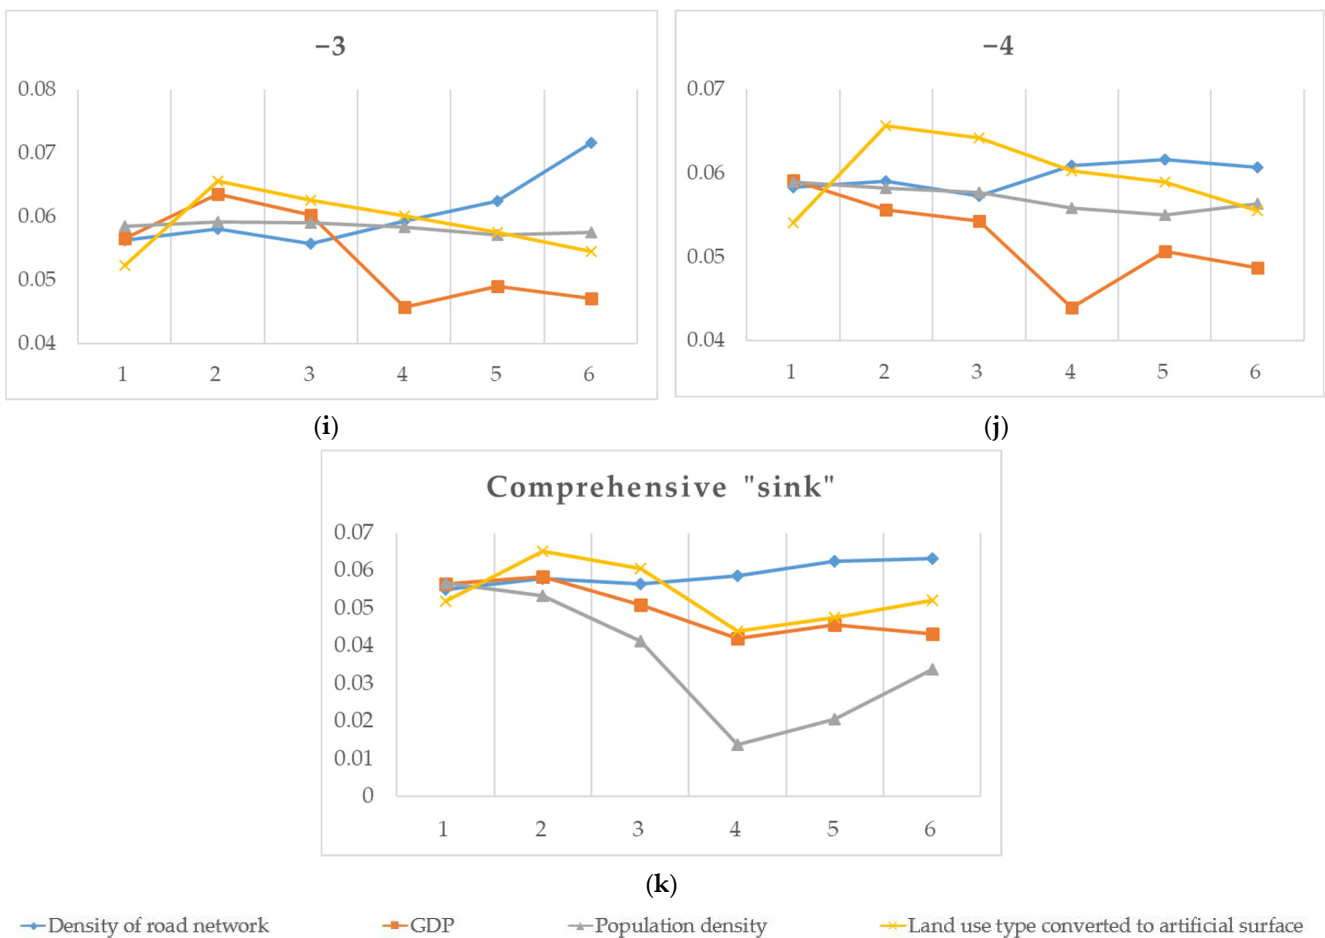 −3
0.08
0.07
0.06
0.05
0.04
1 2 3 4 5 6
(i)
−4
0.07
0.06
0.05
0.04
1 2 3 4 5 6
(j)
Comprehensive "sink"
0.07
0.06
0.05
0.04
0.03
0.02
0.01
0
1 2 3 4 5 6
(k)
Density of road network GDP Population density Land use type converted to artificial surface